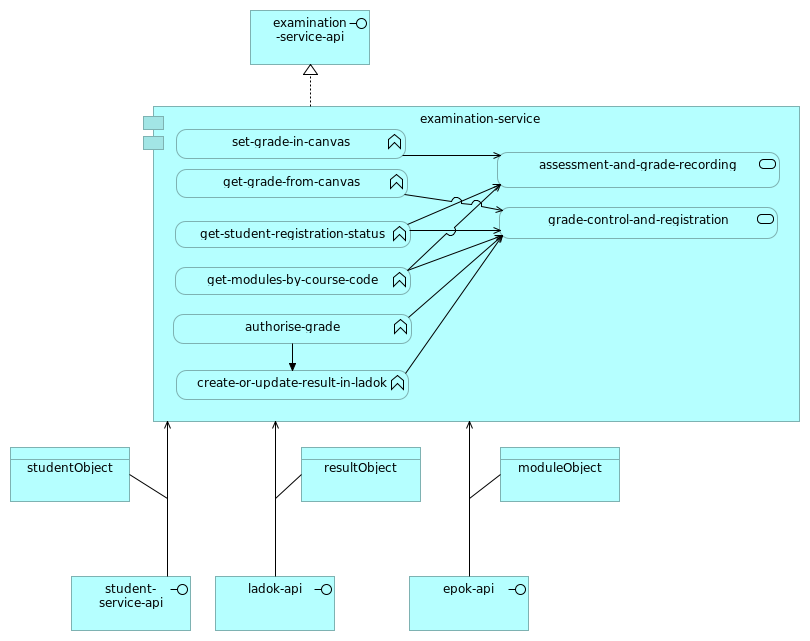 examination
-service-api
examination-service
set-grade-in-canvas
assessment-and-grade-recording
get-grade-from-canvas
grade-control-and-registration
get-student-registration-status
get-modules-by-course-code
authorise-grade
create-or-update-result-in-ladok
studentObject
resultObject
moduleObject
student-
service-api
ladok-api
epok-api